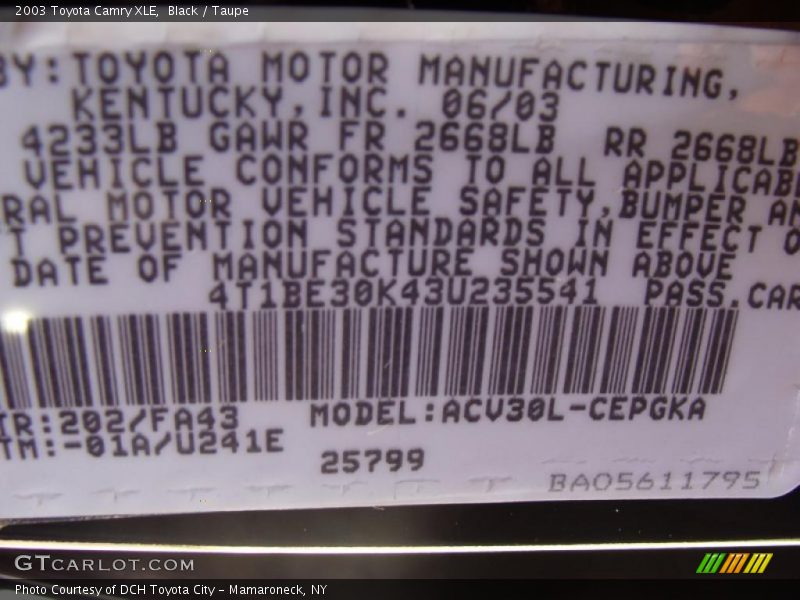 2003 Toyota Camry XLE, Black / Taupe
BY:TOYOTA MOTOR MANUFACTURING,
KENTUCKY,INC. 06/03
4233LB GAWR FR 2668LB RR 2668LB
VEHICLE CONFORMS TO ALL APPLICABL
RAL MOTOR VEHICLE SAFETY,BUMPER AN
T PREVENTION STANDARDS IN EFFECT O
DATE OF MANUFACTURE SHOWN ABOVE
4T1BE30K43U235541 PASS.CAR
TR:202/FA43 MODEL:ACV30L-CEPGKA
TM:-01A/U241E
25799
BA05611795
GTCARLOT.COM
Photo Courtesy of DCH Toyota City - Mamaroneck, NY